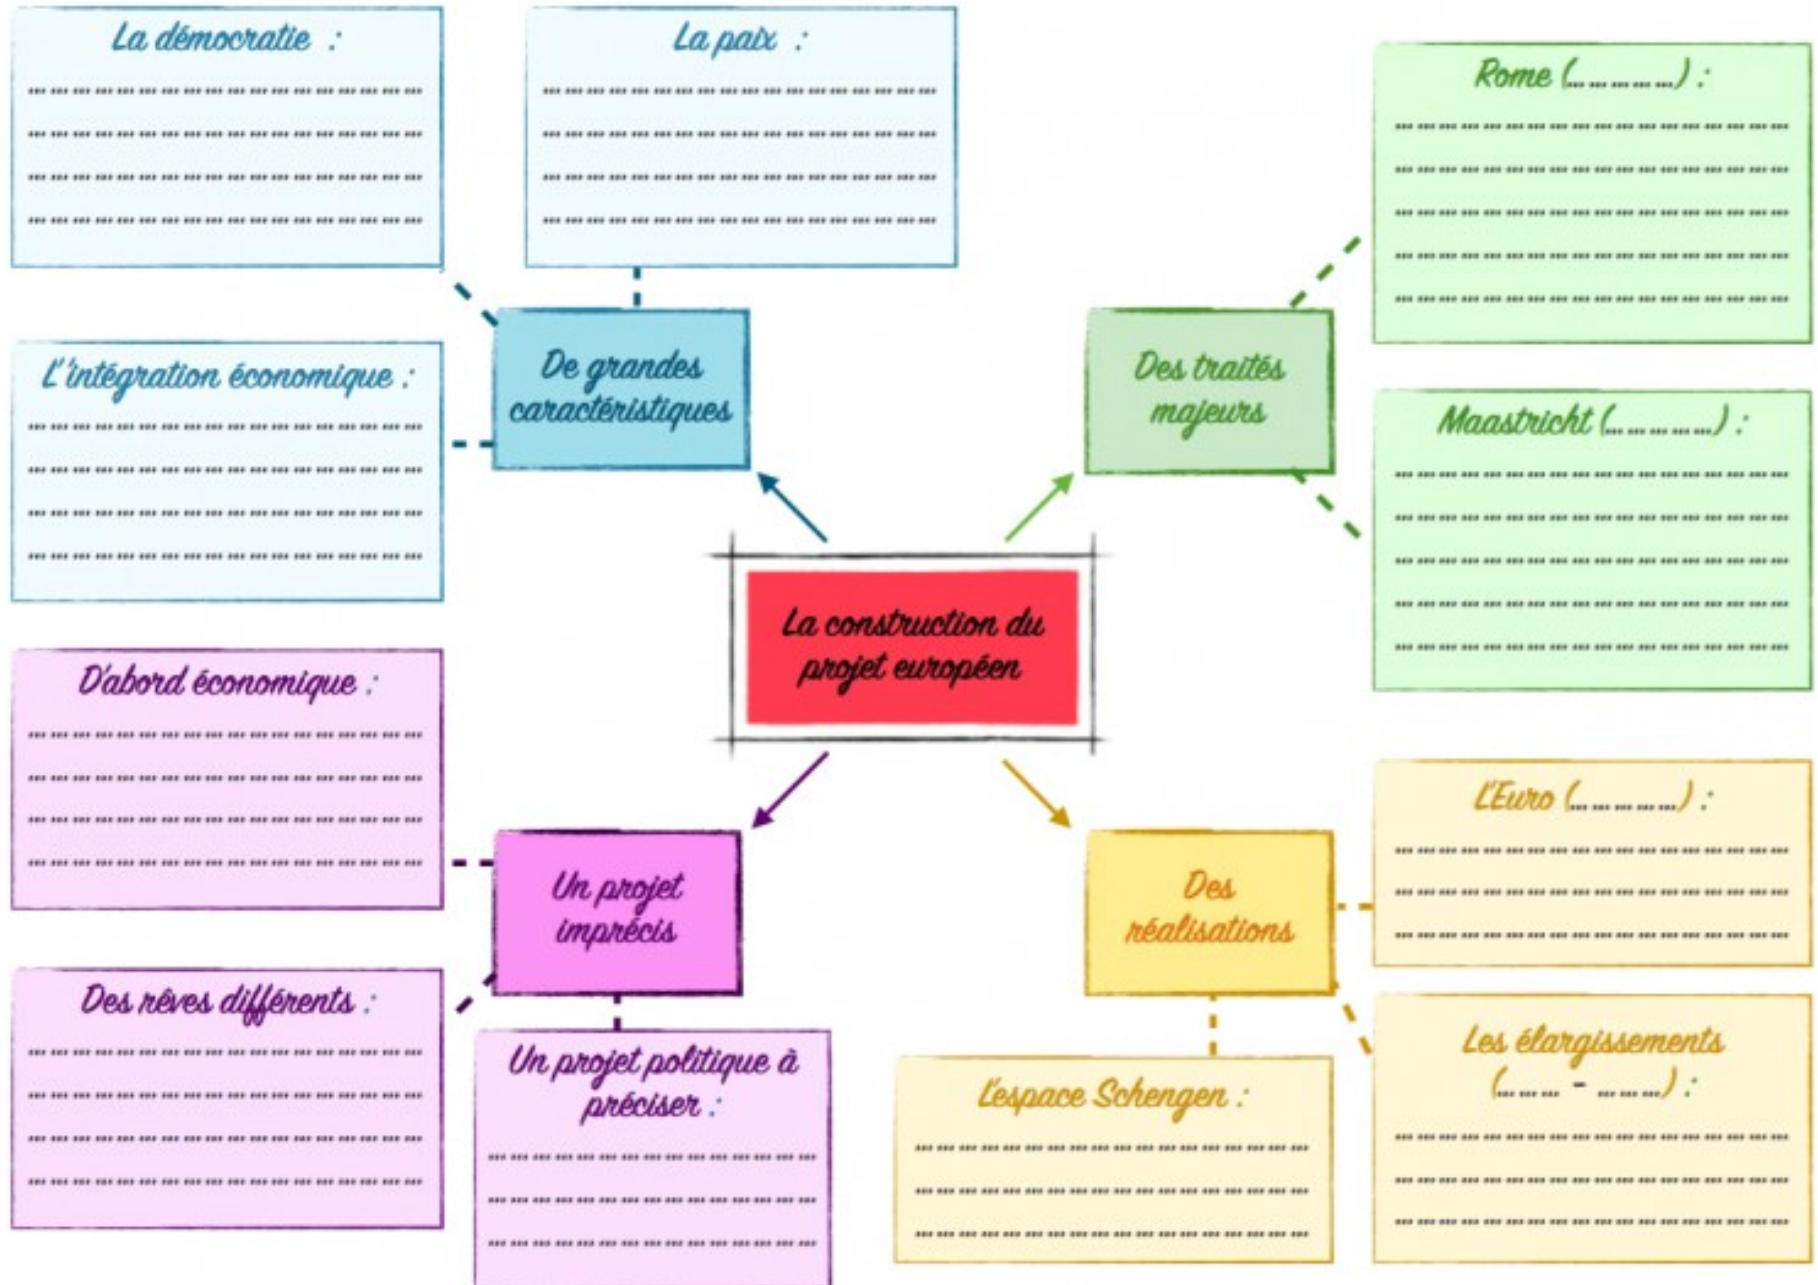 La démocratie :
La paix :
L'intégration économique :
De grandes
caractéristiques
Des traités
majeurs
Rome (... ... ... ... ...) :
Maastricht (... ... ... ... ...) :
La construction du
projet européen
D'abord économique :
Un projet
imprécis
Des rêves différents :
Un projet politique à
préciser :
Des
réalisations
L'Euro (... ... ... ... ...) :
L'espace Schengen :
Les élargissements
(... ... ... - ... ... ...) :